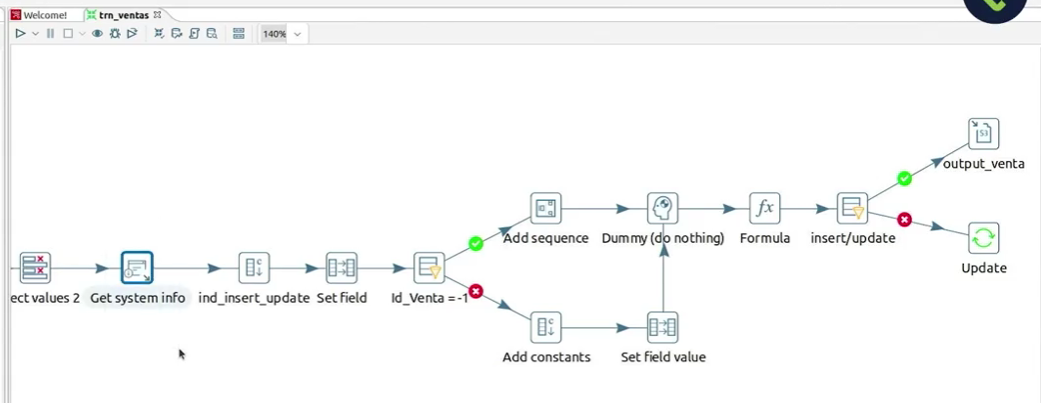 Welcome!
trn_ventas
140%
output_venta
Add sequence
Dummy (do nothing)
Formula
insert/update
Update
ect values 2
Get system info
ind_insert_update
Set field
Id_Venta = -1
Add constants
Set field value